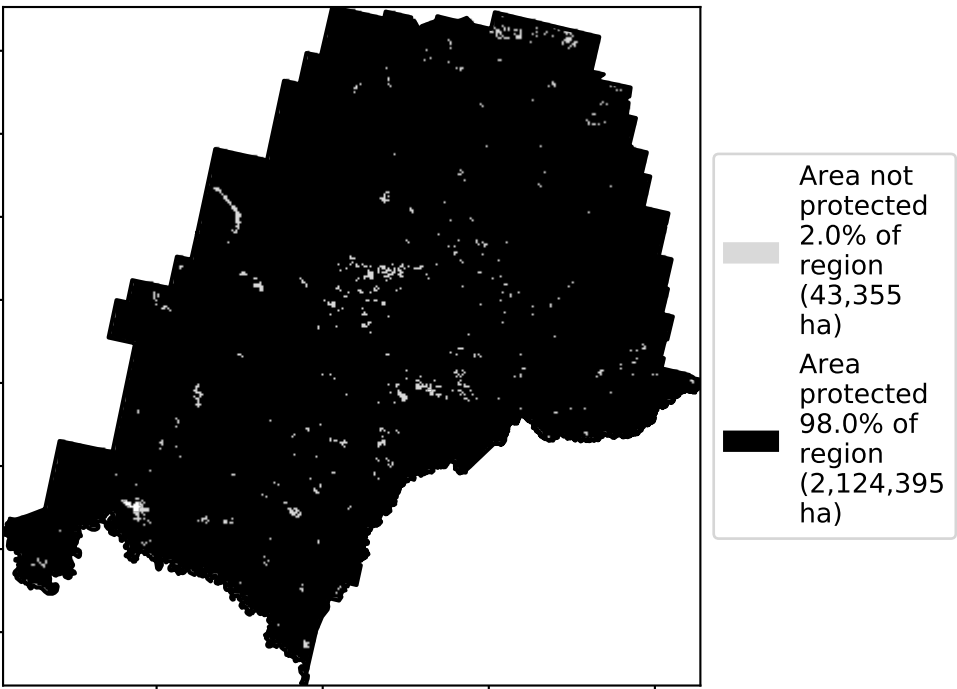 Area not
protected
2.0% of
region
(43,355
ha)
Area
protected
98.0% of
region
(2,124,395
ha)